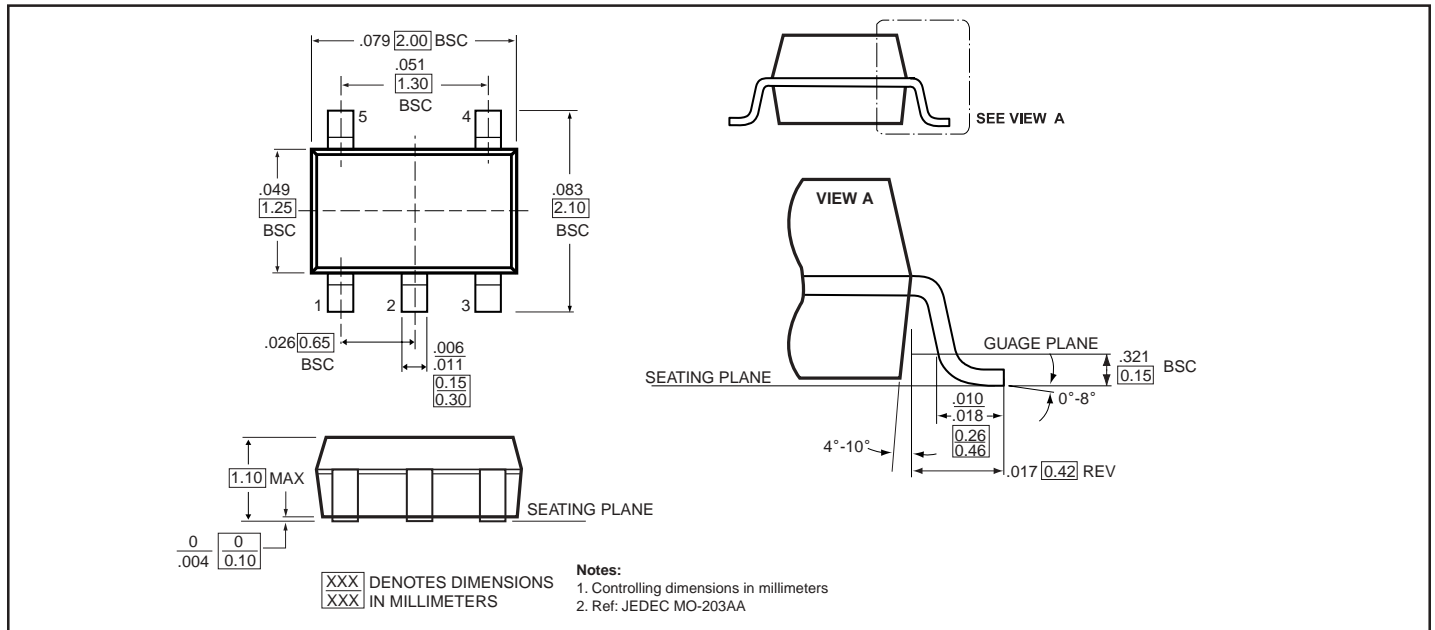 .079 2.00 BSC
.051
1.30
BSC
5
4
.049
1.25
BSC
.083
2.10
BSC
1
2
3
.026 0.65
BSC
.006
.011
0.15
0.30
SEE VIEW A
VIEW A
GUAGE PLANE
.321
0.15
BSC
SEATING PLANE
0°-8°
.010
.018
0.26
0.46
4°-10°
.017 0.42 REV
1.10 MAX
SEATING PLANE
0
.004
0
0.10
XXX DENOTES DIMENSIONS
XXX IN MILLIMETERS
Notes:
1. Controlling dimensions in millimeters
2. Ref: JEDEC MO-203AA